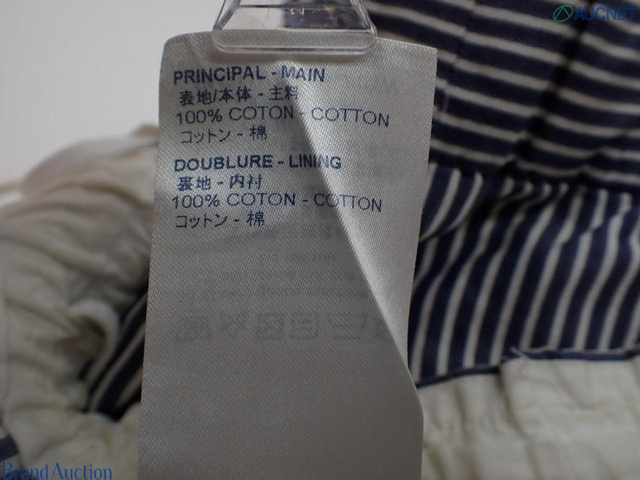 AUCNET
PRINCIPAL - MAIN
表地/本体 - 主料
100% COTON - COTTON
コットン - 棉
DOUBLURE - LINING
裏地 - 内衬
100% COTON - COTTON
コットン - 棉
Brand Auction